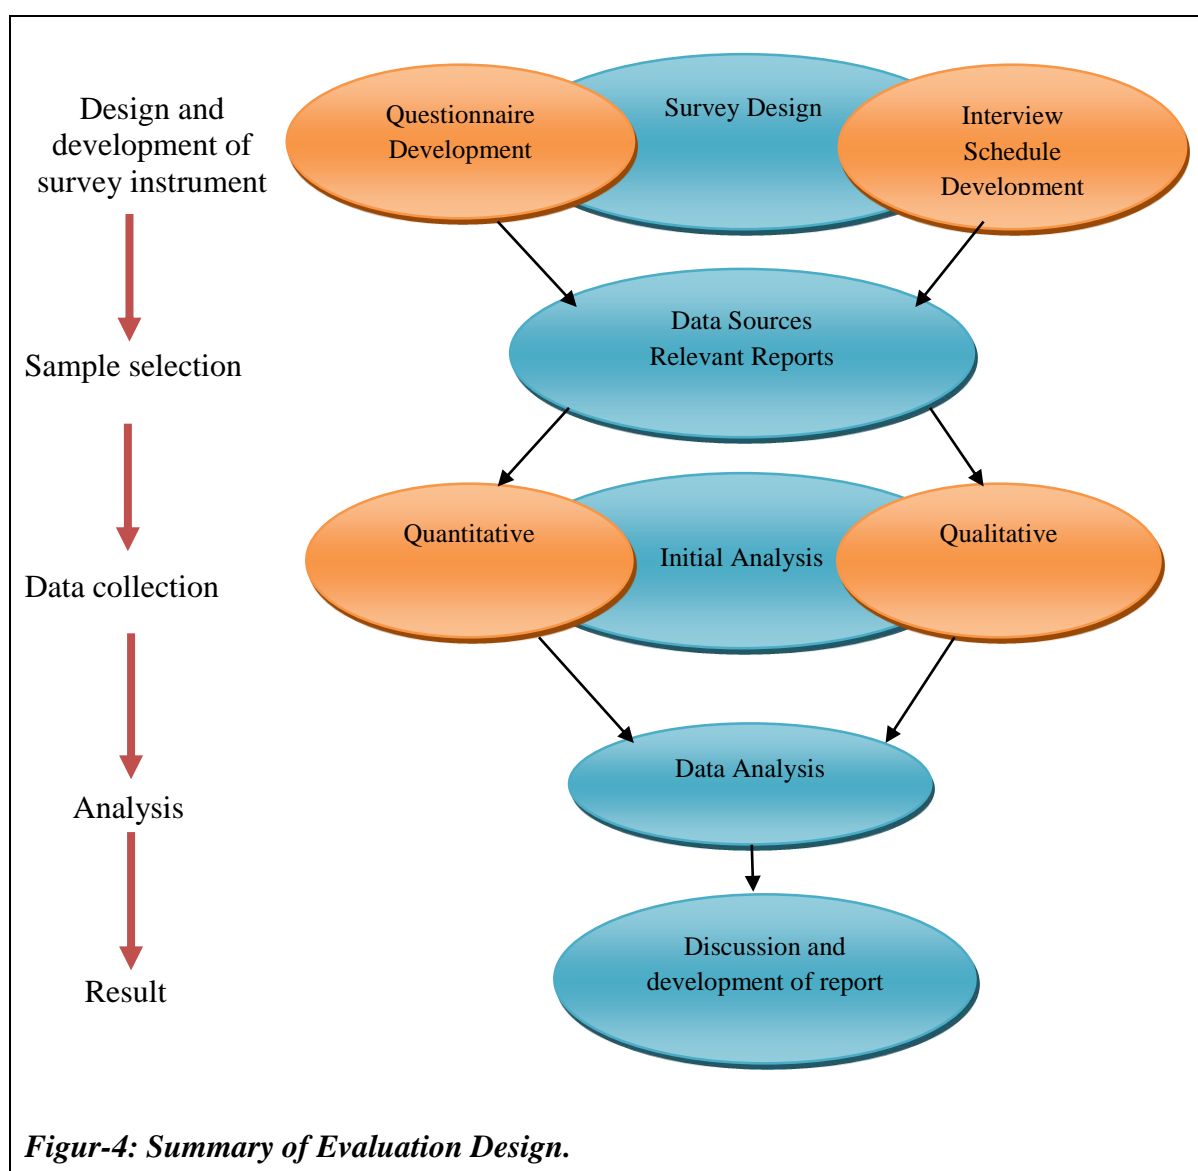 Design and
development of
survey instrument
Questionnaire
Development
Survey Design
Interview
Schedule
Development
Sample selection
Data Sources
Relevant Reports
Data collection
Quantitative
Initial Analysis
Qualitative
Analysis
Data Analysis
Result
Discussion and
development of report
Figur-4: Summary of Evaluation Design.